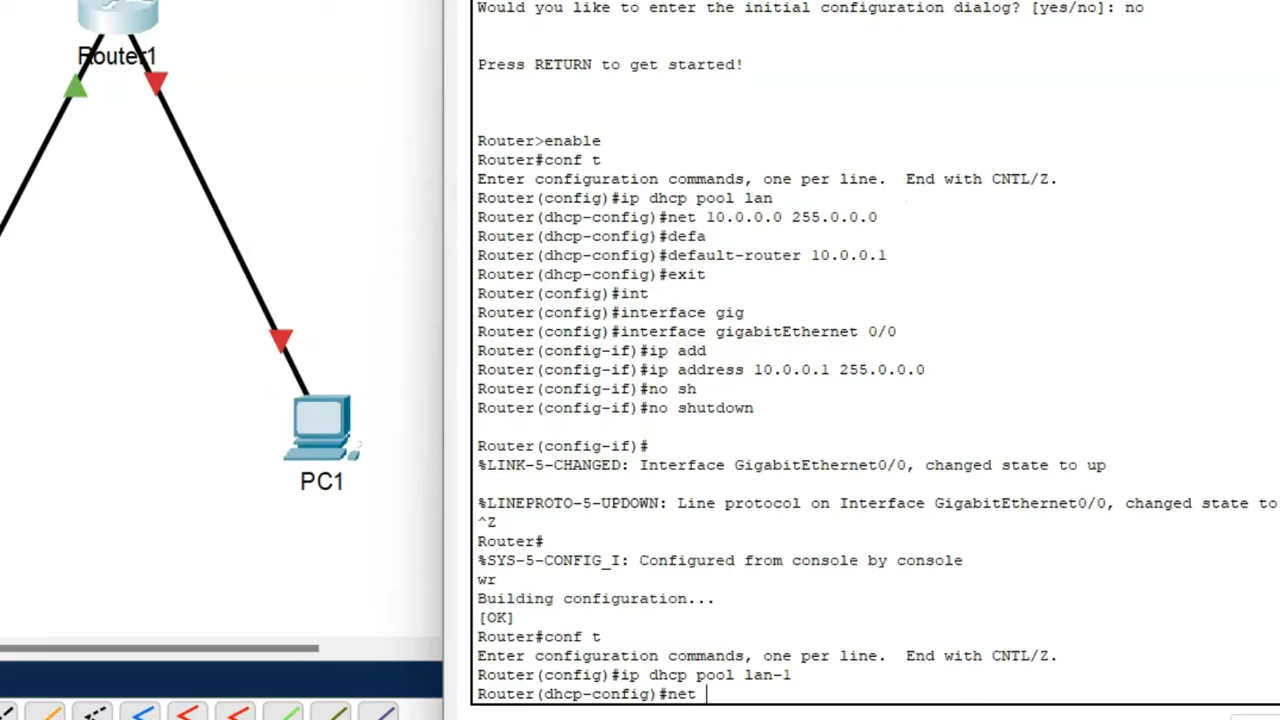 Router1
PC1
Would you like to enter the initial configuration dialog? [yes/no]: no
Press RETURN to get started!
Router>enable
Router#conf t
Enter configuration commands, one per line.  End with CNTL/Z.
Router(config)#ip dhcp pool lan
Router(dhcp-config)#net 10.0.0.0 255.0.0.0
Router(dhcp-config)#defa
Router(dhcp-config)#default-router 10.0.0.1
Router(dhcp-config)#exit
Router(config)#int
Router(config)#interface gig
Router(config)#interface gigabitEthernet 0/0
Router(config-if)#ip add
Router(config-if)#ip address 10.0.0.1 255.0.0.0
Router(config-if)#no sh
Router(config-if)#no shutdown
Router(config-if)#
%LINK-5-CHANGED: Interface GigabitEthernet0/0, changed state to up
%LINEPROTO-5-UPDOWN: Line protocol on Interface GigabitEthernet0/0, changed state to
^Z
Router#
%SYS-5-CONFIG_I: Configured from console by console
wr
Building configuration...
[OK]
Router#conf t
Enter configuration commands, one per line.  End with CNTL/Z.
Router(config)#ip dhcp pool lan-1
Router(dhcp-config)#net